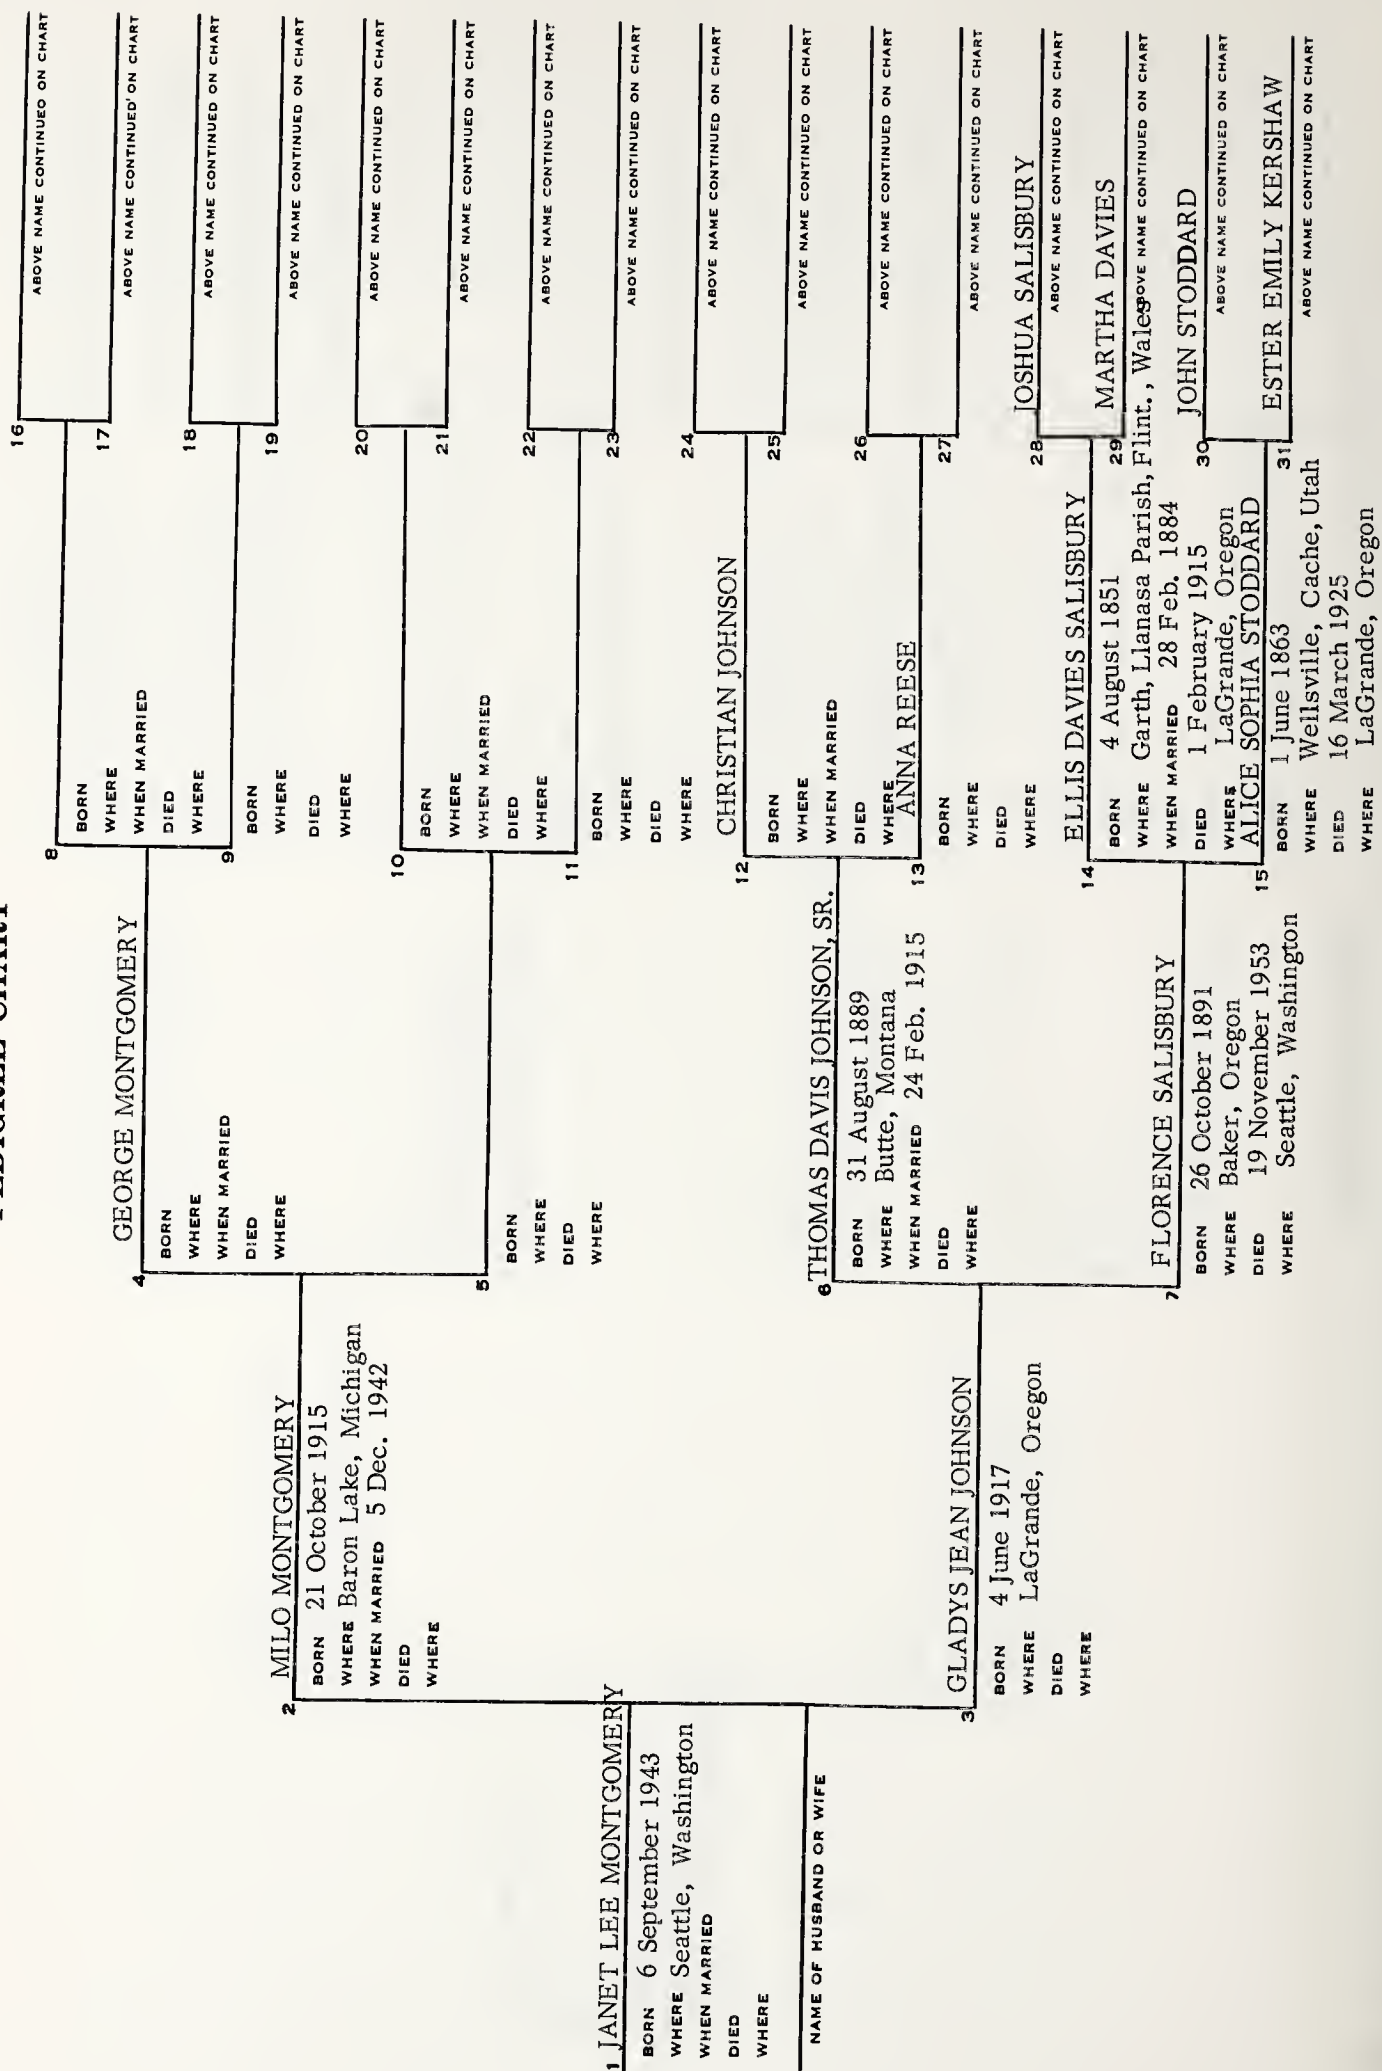 PEDIGREE CHART
1 JANET LEE MONTGOMERY
BORN 6 September 1943
WHERE Seattle, Washington
WHEN MARRIED
DIED
WHERE
NAME OF HUSBAND OR WIFE
2 MILO MONTGOMERY
BORN 21 October 1915
WHERE Baron Lake, Michigan
WHEN MARRIED 5 Dec. 1942
DIED
WHERE
3 GLADYS JEAN JOHNSON
BORN 4 June 1917
WHERE LaGrande, Oregon
DIED
WHERE
4 GEORGE MONTGOMERY
BORN
WHERE
WHEN MARRIED
DIED
WHERE
5
BORN
WHERE
DIED
WHERE
6 THOMAS DAVIS JOHNSON, SR.
BORN 31 August 1889
WHERE Butte, Montana
WHEN MARRIED 24 Feb. 1915
DIED
WHERE
7 FLORENCE SALISBURY
BORN 26 October 1891
WHERE Baker, Oregon
DIED 19 November 1953
WHERE Seattle, Washington
8
BORN
WHERE
WHEN MARRIED
DIED
WHERE
9
BORN
WHERE
DIED
WHERE
10
BORN
WHERE
WHEN MARRIED
DIED
WHERE
11
BORN
WHERE
DIED
WHERE
12 CHRISTIAN JOHNSON
BORN
WHERE
WHEN MARRIED
DIED
WHERE
13 ANNA REESE
BORN
WHERE
DIED
WHERE
14 ELLIS DAVIES SALISBURY
BORN 4 August 1851
WHERE Garth, Llanasa Parish, Flint., Wales
WHEN MARRIED 28 Feb. 1884
DIED 1 February 1915
WHERE LaGrande, Oregon
15 ALICE SOPHIA STODDARD
BORN 1 June 1863
WHERE Wellsville, Cache, Utah
DIED 16 March 1925
WHERE LaGrande, Oregon
16
ABOVE NAME CONTINUED ON CHART
17
ABOVE NAME CONTINUED ON CHART
18
ABOVE NAME CONTINUED ON CHART
19
ABOVE NAME CONTINUED ON CHART
20
ABOVE NAME CONTINUED ON CHART
21
ABOVE NAME CONTINUED ON CHART
22
ABOVE NAME CONTINUED ON CHART
23
ABOVE NAME CONTINUED ON CHART
24
ABOVE NAME CONTINUED ON CHART
25
ABOVE NAME CONTINUED ON CHART
26
ABOVE NAME CONTINUED ON CHART
27
ABOVE NAME CONTINUED ON CHART
28 JOSHUA SALISBURY
ABOVE NAME CONTINUED ON CHART
29 MARTHA DAVIES
ABOVE NAME CONTINUED ON CHART
30 JOHN STODDARD
ABOVE NAME CONTINUED ON CHART
31 ESTER EMILY KERSHAW
ABOVE NAME CONTINUED ON CHART